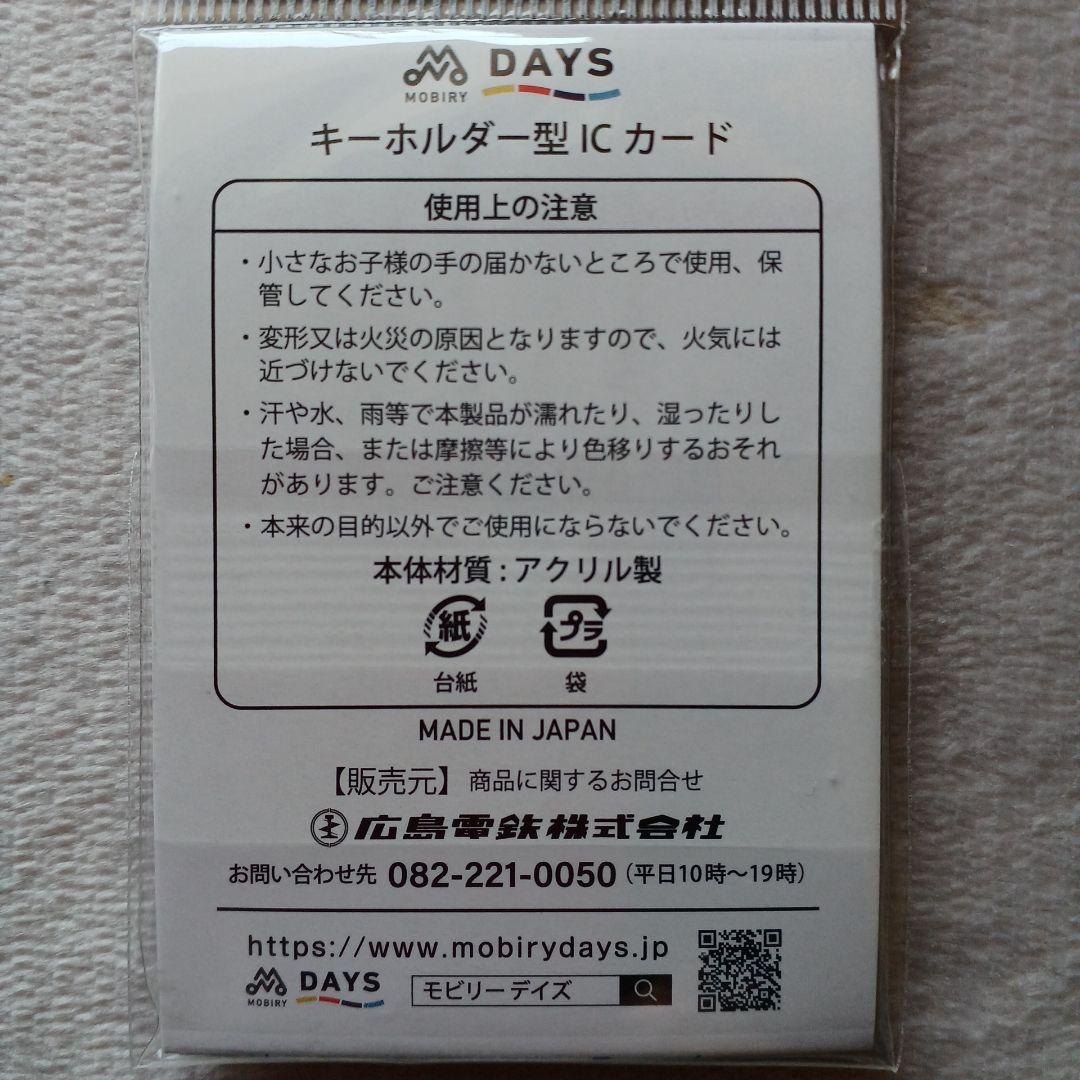 MOBIRY DAYS
キーホルダー型 IC カード
使用上の注意
・小さなお子様の手の届かないところで使用、保
管してください。
・変形又は火災の原因となりますので、火気には
近づけないでください。
・汗や水、雨等で本製品が濡れたり、湿ったりし
た場合、または摩擦等により色移りするおそれ
があります。ご注意ください。
・本来の目的以外でご使用にならないでください。
本体材質 : アクリル製
紙 プラ
台紙 袋
MADE IN JAPAN
【販売元】商品に関するお問合せ
広島電鉄株式会社
お問い合わせ先 082-221-0050（平日10時～19時）
https://www.mobirydays.jp
MOBIRY DAYS モビリーデイズ